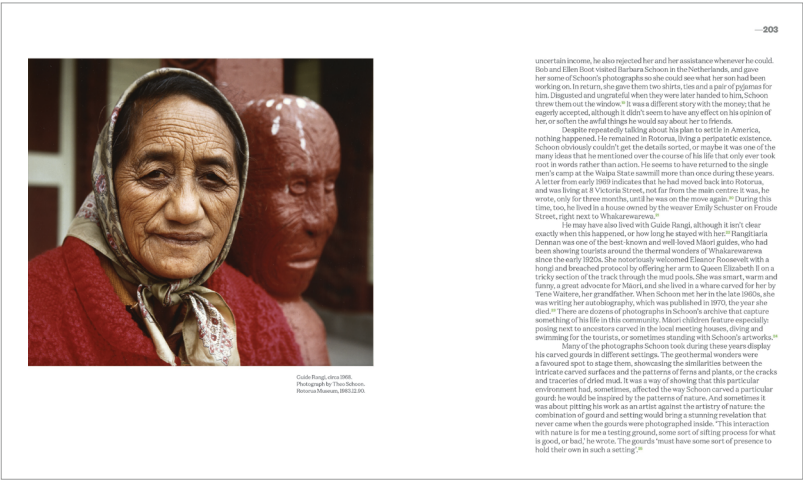 —203
uncertain income, he also rejected her and her assistance whenever he could.
Bob and Ellen Boot visited Barbara Schoon in the Netherlands, and gave
her some of Schoon's photographs so she could see what her son had been
working on. In return, she gave them two shirts, ties and a pair of pyjamas for
him. Disgusted and ungrateful when they were later handed to him, Schoon
threw them out the window. It was a different story with the money; that he
eagerly accepted, although it didn't seem to have any effect on his opinion of
her, or soften the awful things he would say about her to friends.
Despite repeatedly talking about his plan to settle in America,
nothing happened. He remained in Rotorua, living a peripatetic existence.
Schoon obviously couldn't get the details sorted, or maybe it was one of the
many ideas that he mentioned over the course of his life that only ever took
root in words rather than action. He seems to have returned to the single
men's camp at the Waipa State sawmill more than once during these years.
A letter from early 1969 indicates that he had moved back into Rotorua,
and was living at 8 Victoria Street, not far from the main centre: it was, he
wrote, only for three months, until he was on the move again. During this
time, too, he lived in a house owned by the weaver Emily Schuster on Froude
Street, right next to Whakarewarewa.
He may have also lived with Guide Rangi, although it isn't clear
exactly when this happened, or how long he stayed with her. Rangitiaria
Dennan was one of the best-known and well-loved Māori guides, who had
been showing tourists around the thermal wonders of Whakarewarewa
since the early 1920s. She notoriously welcomed Eleanor Roosevelt with a
hongi and breached protocol by offering her arm to Queen Elizabeth II on a
tricky section of the track through the mud pools. She was smart, warm and
funny, a great advocate for Māori, and she lived in a whare carved for her by
Tene Waitere, her grandfather. When Schoon met her in the late 1960s, she
was writing her autobiography, which was published in 1970, the year she
died. There are dozens of photographs in Schoon's archive that capture
something of his life in this community. Māori children feature especially:
posing next to ancestors carved in the local meeting houses, diving and
swimming for the tourists, or sometimes standing with Schoon's artworks.
Many of the photographs Schoon took during these years display
his carved gourds in different settings. The geothermal wonders were
a favoured spot to stage them, showcasing the similarities between the
intricate carved surfaces and the patterns of ferns and plants, or the cracks
and traceries of dried mud. It was a way of showing that this particular
environment had, sometimes, affected the way Schoon carved a particular
gourd: he would be inspired by the patterns of nature. And sometimes it
was about pitting his work as an artist against the artistry of nature: the
combination of gourd and setting would bring a stunning revelation that
never came when the gourds were photographed inside. 'This interaction
with nature is for me a testing ground, some sort of sifting process for what
is good, or bad,' he wrote. The gourds 'must have some sort of presence to
hold their own in such a setting'.
Guide Rangi, circa 1968.
Photograph by Theo Schoon.
Rotorua Museum,